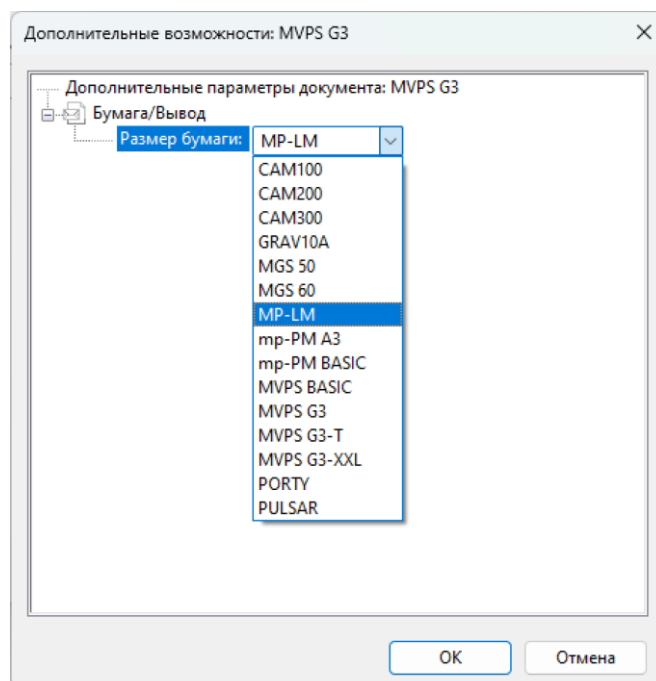 Дополнительные возможности: MVPS G3
Дополнительные параметры документа: MVPS G3
Бумага/Вывод
Размер бумаги: MP-LM
CAM100
CAM200
CAM300
GRAV10A
MGS 50
MGS 60
MP-LM
mp-PM A3
mp-PM BASIC
MVPS BASIC
MVPS G3
MVPS G3-T
MVPS G3-XXL
PORTY
PULSAR
OK Отмена